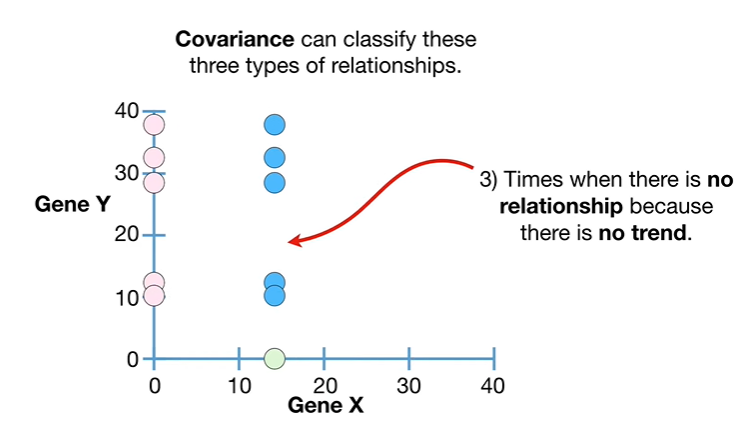 Covariance can classify these
three types of relationships.
40
30
Gene Y
20
10
0
0 10 20 30 40
Gene X
3) Times when there is no
relationship because
there is no trend.